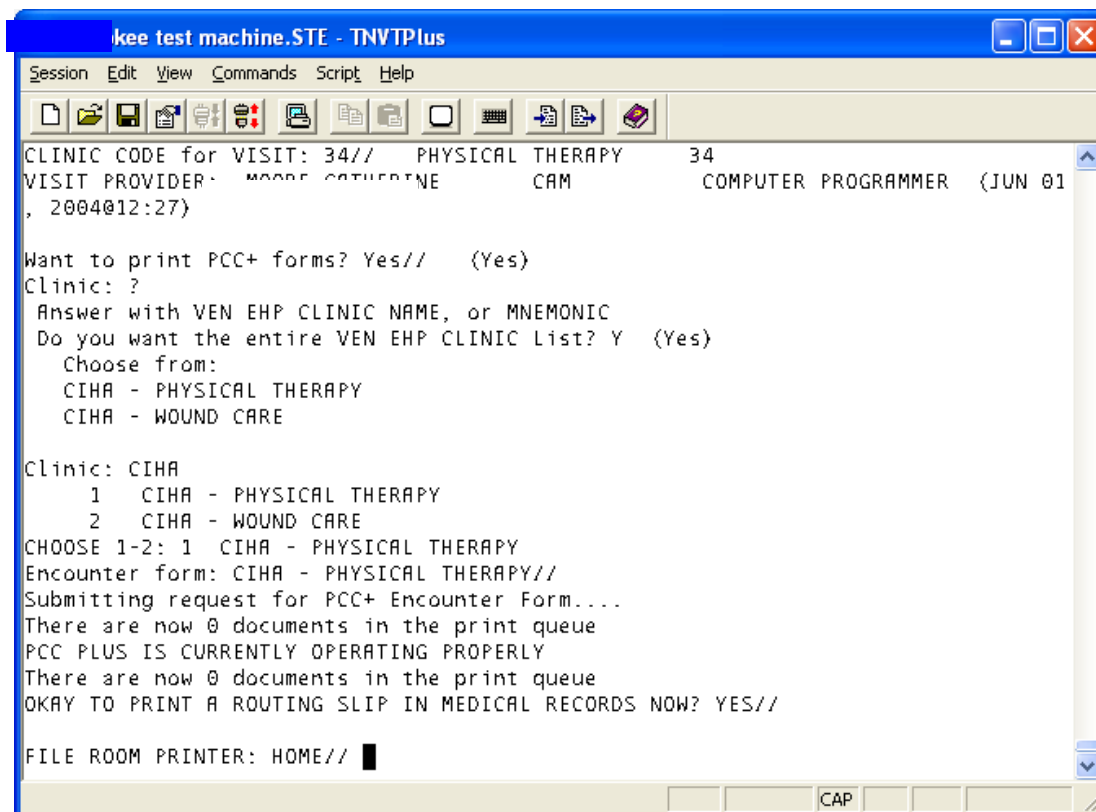 kee test machine.STE - TNVTPlus
Session Edit View Commands Script Help
CLINIC CODE for VISIT: 34// PHYSICAL THERAPY 34
VISIT PROVIDER: CAM COMPUTER PROGRAMMER (JUN 01
, 2004@12:27)
Want to print PCC+ forms? Yes// (Yes)
Clinic: ?
Answer with VEN EHP CLINIC NAME, or MNEMONIC
Do you want the entire VEN EHP CLINIC List? Y (Yes)
Choose from:
CIHA - PHYSICAL THERAPY
CIHA - WOUND CARE
Clinic: CIHA
1 CIHA - PHYSICAL THERAPY
2 CIHA - WOUND CARE
CHOOSE 1-2: 1 CIHA - PHYSICAL THERAPY
Encounter form: CIHA - PHYSICAL THERAPY//
Submitting request for PCC+ Encounter Form....
There are now 0 documents in the print queue
PCC PLUS IS CURRENTLY OPERATING PROPERLY
There are now 0 documents in the print queue
OKAY TO PRINT A ROUTING SLIP IN MEDICAL RECORDS NOW? YES//
FILE ROOM PRINTER: HOME//
CAP